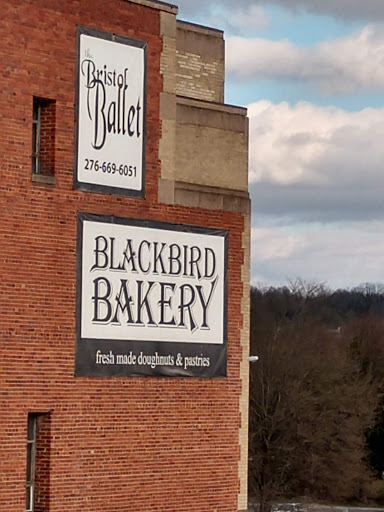 the
Bristol
Ballet
276-669-6051
BLACKBIRD
BAKERY
fresh made doughnuts & pastries